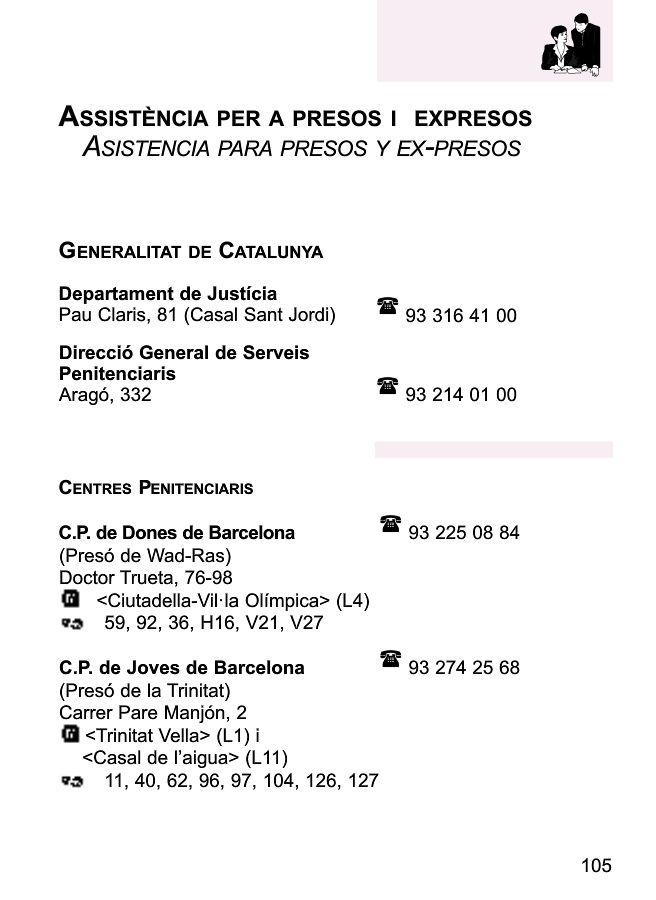 ASSISTÈNCIA PER A PRESOS I EXPRESOS
ASISTENCIA PARA PRESOS Y EX-PRESOS
GENERALITAT DE CATALUNYA
Departament de Justícia
Pau Claris, 81 (Casal Sant Jordi) 93 316 41 00
Direcció General de Serveis
Penitenciaris
Aragó, 332 93 214 01 00
CENTRES PENITENCIARIS
C.P. de Dones de Barcelona 93 225 08 84
(Presó de Wad-Ras)
Doctor Trueta, 76-98
<Ciutadella-Vil·la Olímpica> (L4)
59, 92, 36, H16, V21, V27
C.P. de Joves de Barcelona 93 274 25 68
(Presó de la Trinitat)
Carrer Pare Manjón, 2
<Trinitat Vella> (L1) i
<Casal de l’aigua> (L11)
11, 40, 62, 96, 97, 104, 126, 127
105